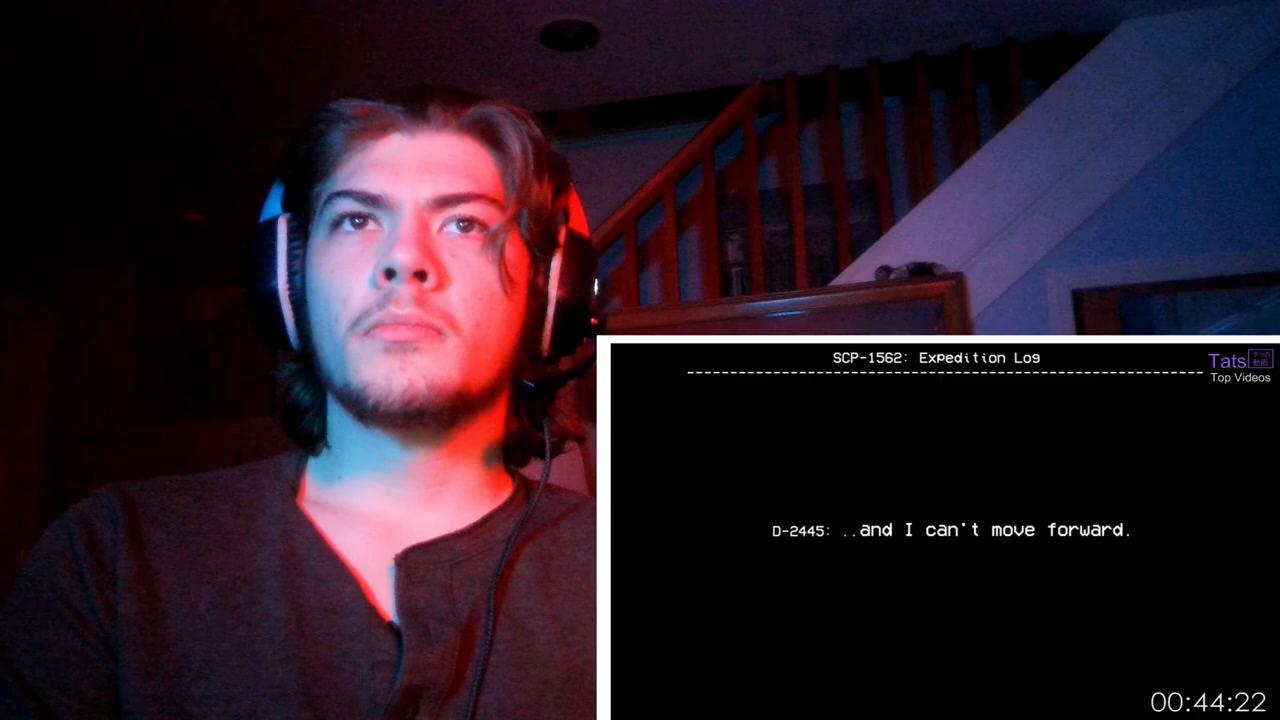 SCP-1562: Expedition Log
Tats
Top Videos
D-2445: ..and I can't move forward.
00:44:22